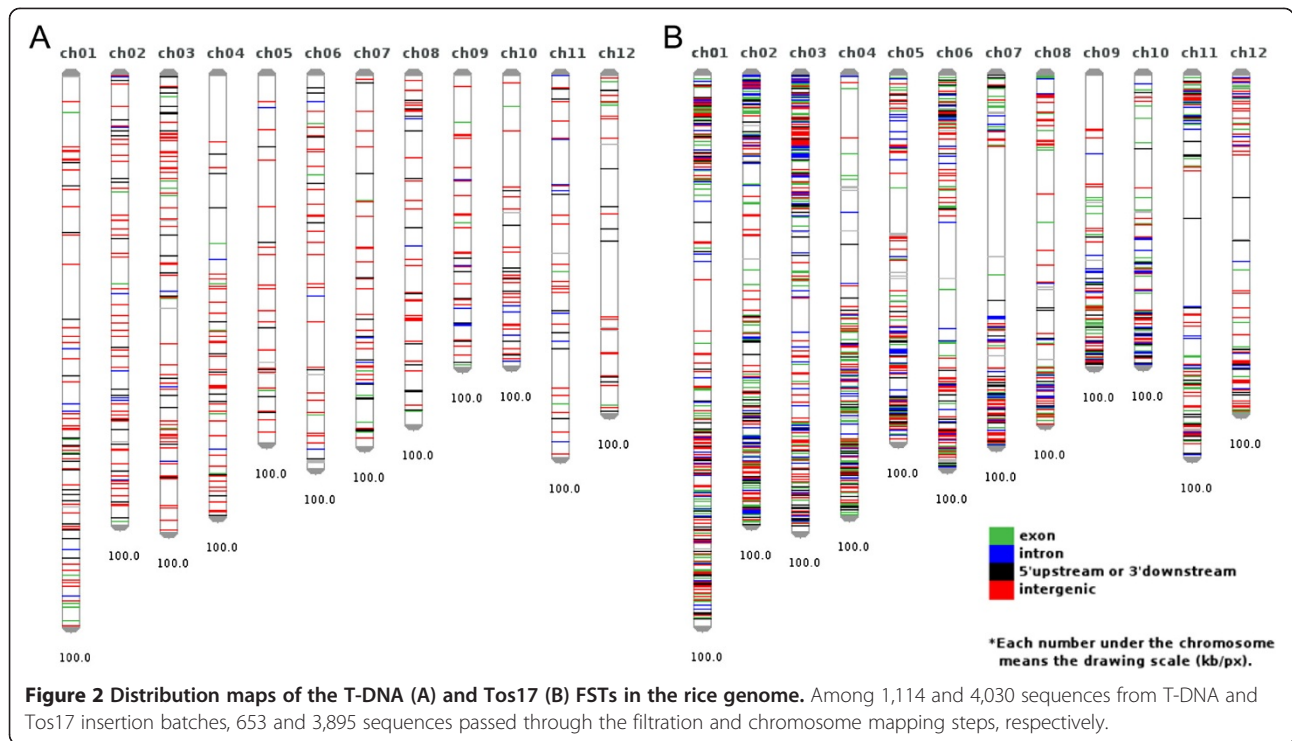 A
ch01 ch02 ch03 ch04 ch05 ch06 ch07 ch08 ch09 ch10 ch11 ch12
100.0
100.0
100.0
100.0
100.0
100.0
100.0
100.0
100.0
100.0
100.0
100.0
B
ch01 ch02 ch03 ch04 ch05 ch06 ch07 ch08 ch09 ch10 ch11 ch12
100.0
100.0
100.0
100.0
100.0
100.0
100.0
100.0
100.0
100.0
100.0
100.0
exon
intron
5'upstream or 3'downstream
intergenic
*Each number under the chromosome
means the drawing scale (kb/px).
Figure 2 Distribution maps of the T-DNA (A) and Tos17 (B) FSTs in the rice genome. Among 1,114 and 4,030 sequences from T-DNA and
Tos17 insertion batches, 653 and 3,895 sequences passed through the filtration and chromosome mapping steps, respectively.